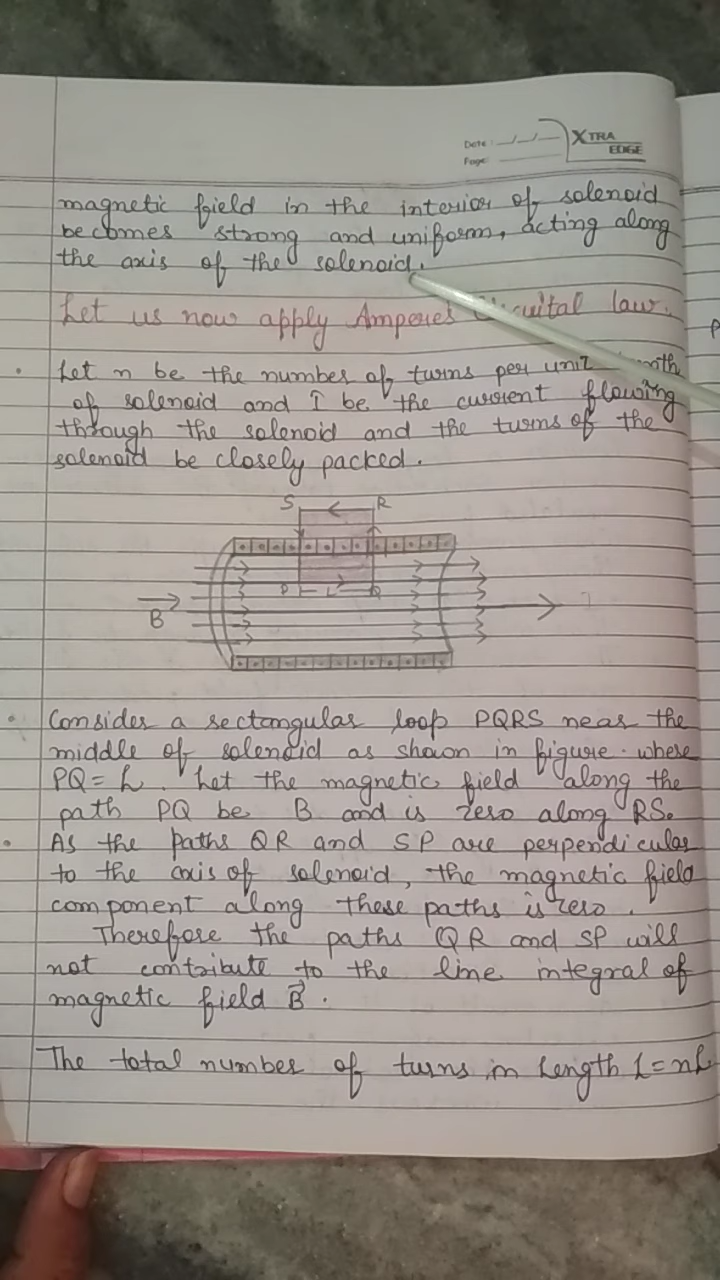 Date : __/__/__
XTRA EDGE
Page:
magnetic field in the interior of solenoid
becomes strong and uniform, acting along
the axis of the solenoid.
Let us now apply Amperes law.
Let n be the number of turns per unit
of solenoid and I be the current flowing
through the solenoid and the turns of the
solenoid be closely packed.
S R
P L Q
B
Consider a rectangular loop PQRS near the
middle of solenoid as shown in figure. where
PQ = L. Let the magnetic field along the
path PQ be B and is zero along RS.
As the paths QR and SP are perpendicular
to the axis of solenoid, the magnetic field
component along these paths is zero.
Therefore the paths QR and SP will
not contribute to the line integral of
magnetic field B⃗.
The total number of turns in length L = nL